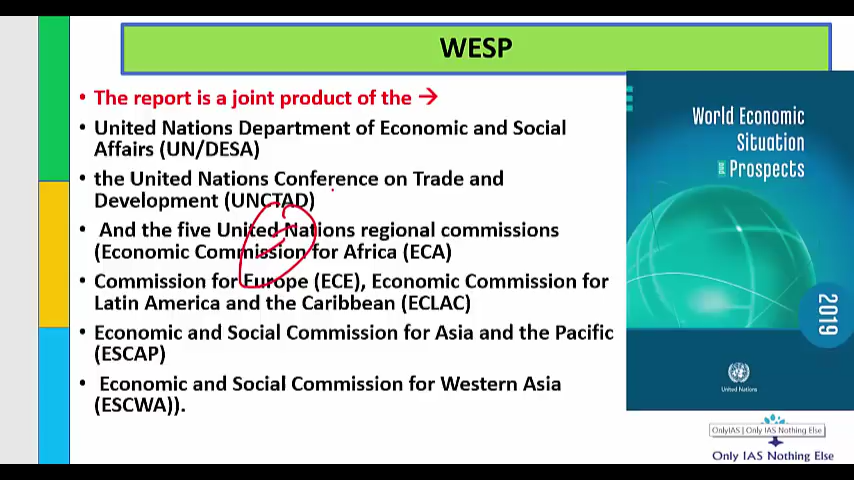 WESP
• The report is a joint product of the →
• United Nations Department of Economic and Social
Affairs (UN/DESA)
• the United Nations Conference on Trade and
Development (UNCTAD)
• And the five United Nations regional commissions
(Economic Commission for Africa (ECA)
• Commission for Europe (ECE), Economic Commission for
Latin America and the Caribbean (ECLAC)
• Economic and Social Commission for Asia and the Pacific
(ESCAP)
• Economic and Social Commission for Western Asia
(ESCWA)).
World Economic
Situation
and Prospects
2019
United Nations
OnlyIAS | Only IAS Nothing Else
Only IAS Nothing Else